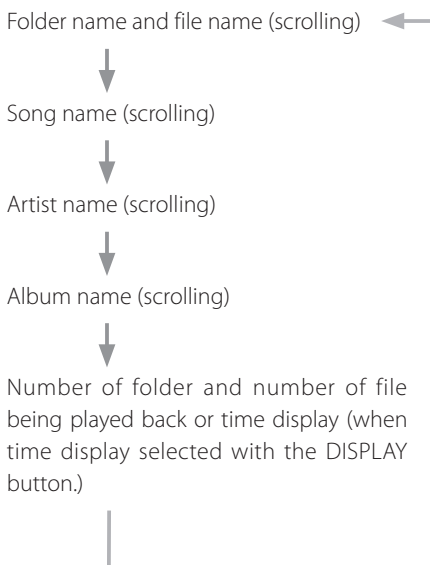 Folder name and file name (scrolling)
Song name (scrolling)
Artist name (scrolling)
Album name (scrolling)
Number of folder and number of file
being played back or time display (when
time display selected with the DISPLAY
button.)